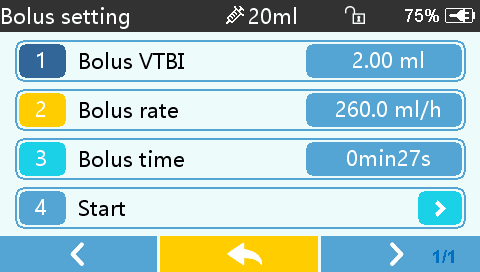 Bolus setting 20ml 75%
1 Bolus VTBI 2.00 ml
2 Bolus rate 260.0 ml/h
3 Bolus time 0min27s
4 Start
1/1